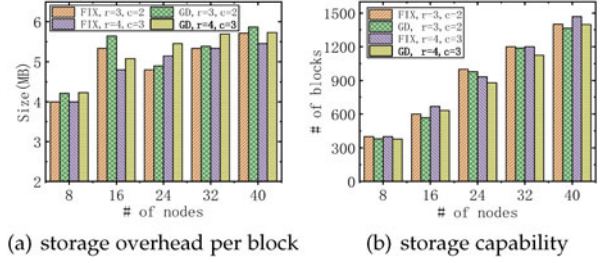 FIX, r=3, c=2 GD, r=3, c=2
FIX, r=4, c=3 GD, r=4, c=3
Size(MB)
6
5
4
3
2
8 16 24 32 40
# of nodes
(a) storage overhead per block
FIX, r=3, c=2
GD, r=3, c=2
FIX, r=4, c=3
GD, r=4, c=3
# of blocks
1500
1200
900
600
300
0
8 16 24 32 40
# of nodes
(b) storage capability